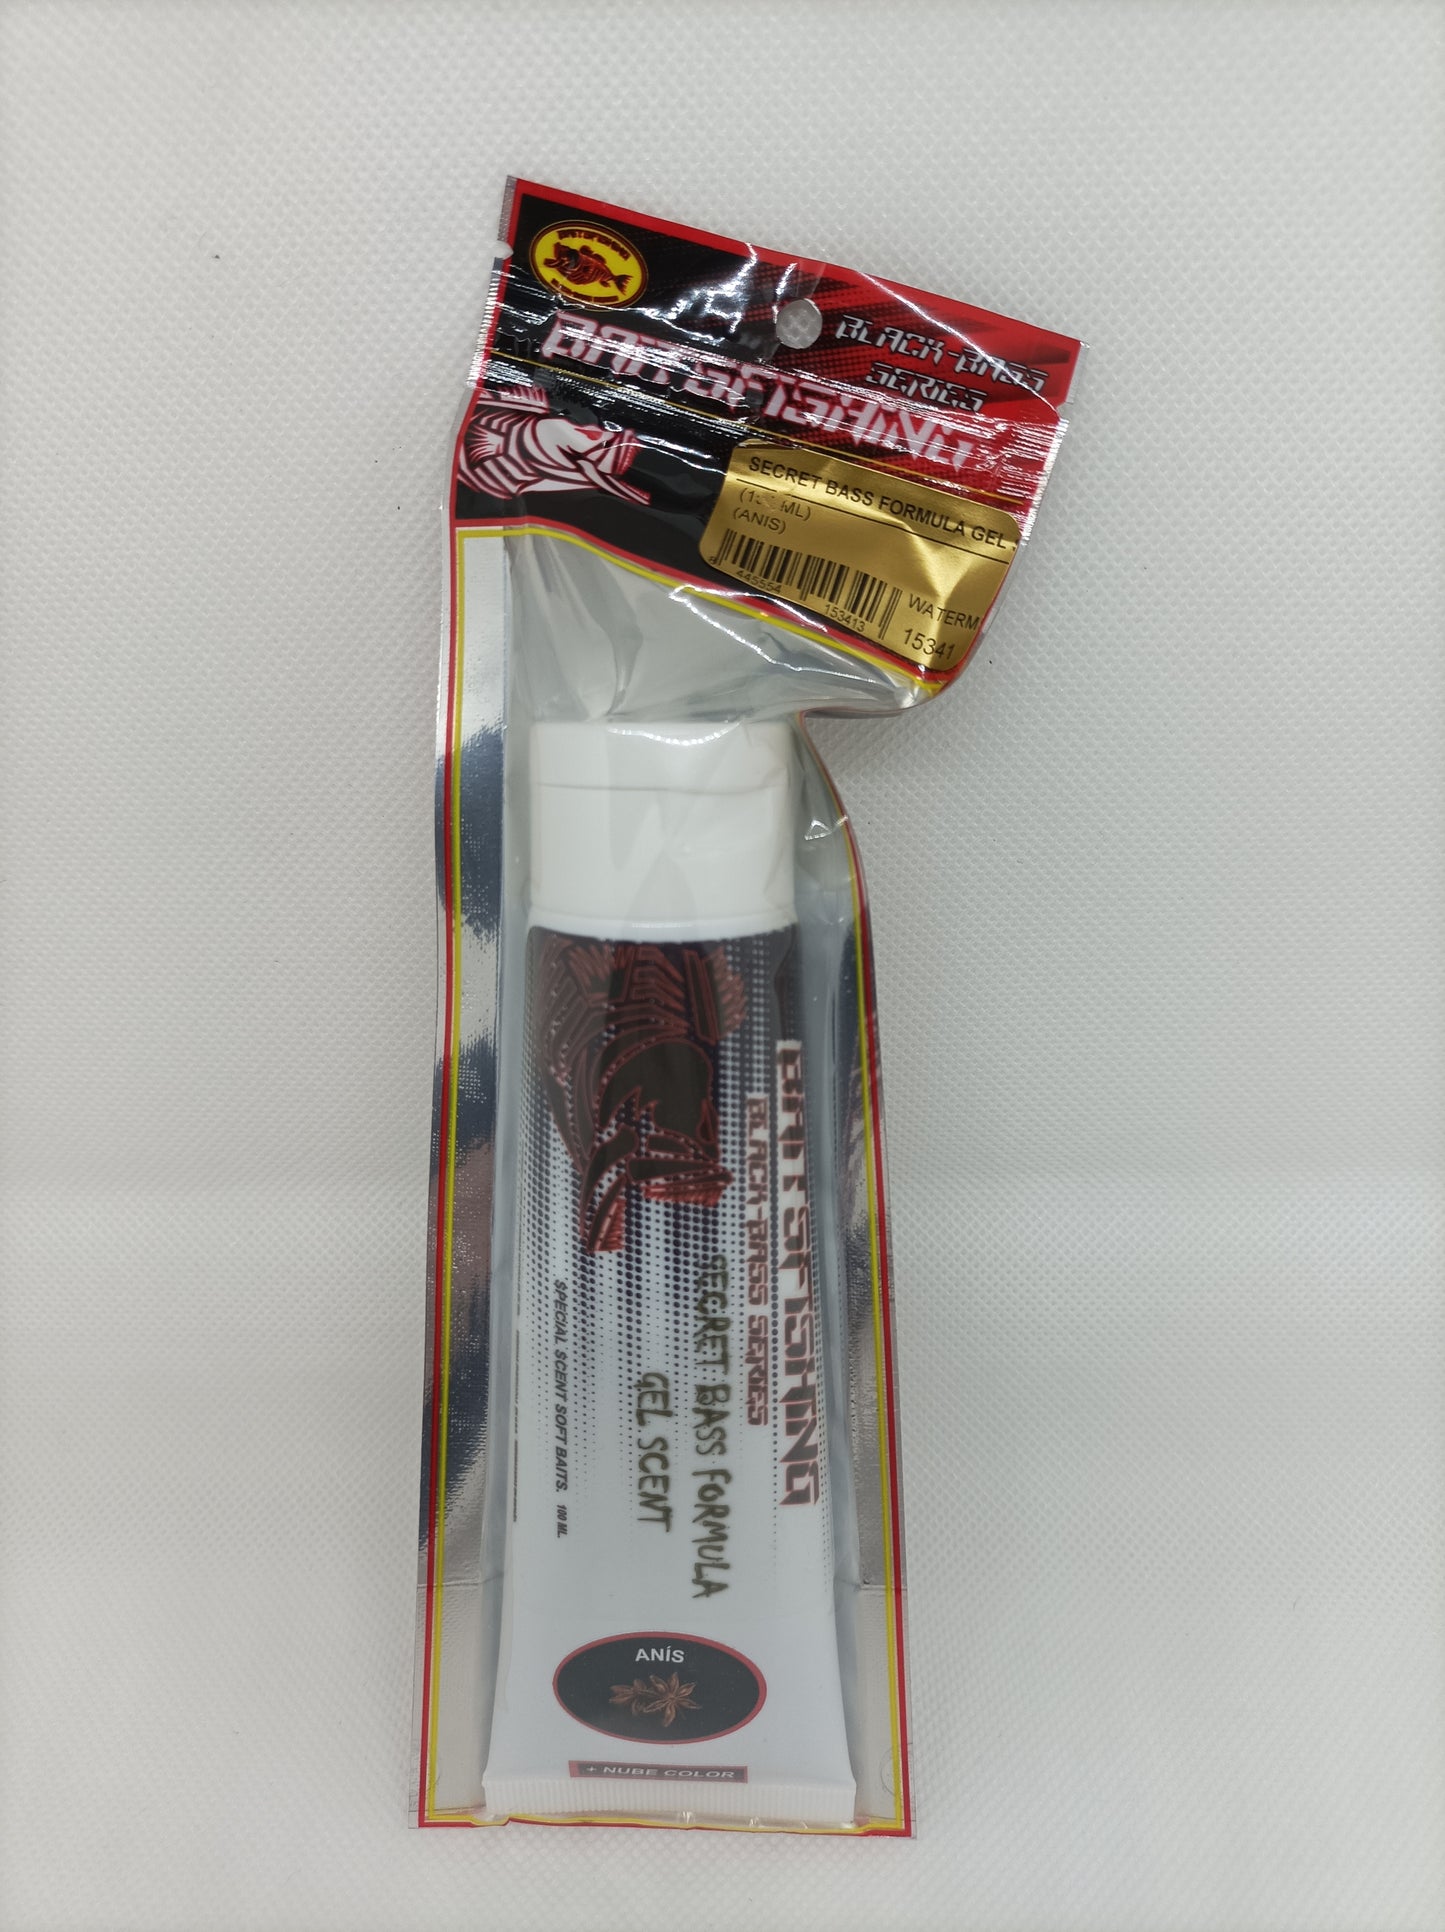 BLACK-BASS
SERIES
BAITSFISHING
SECRET BASS FORMULA GEL
ML)
(ANIS)
445554
153413
WATERM
15341
BAITSFISHING
BLACK-BASS SERIES
SECRET BASS FORMULA
GEL SCENT
SPECIAL SCENT SOFT BAITS. 100 ML.
ANÍS
+ NUBE COLOR